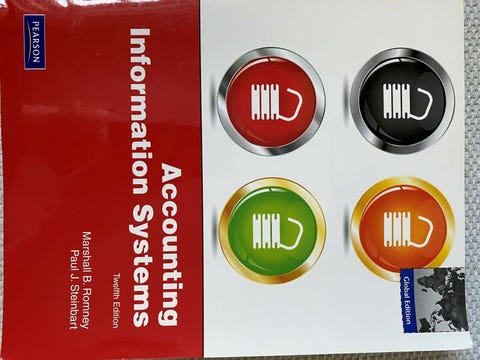 Accounting
Information Systems
Twelfth Edition
Marshall B. Romney
Paul J. Steinbart
PEARSON
Global Edition